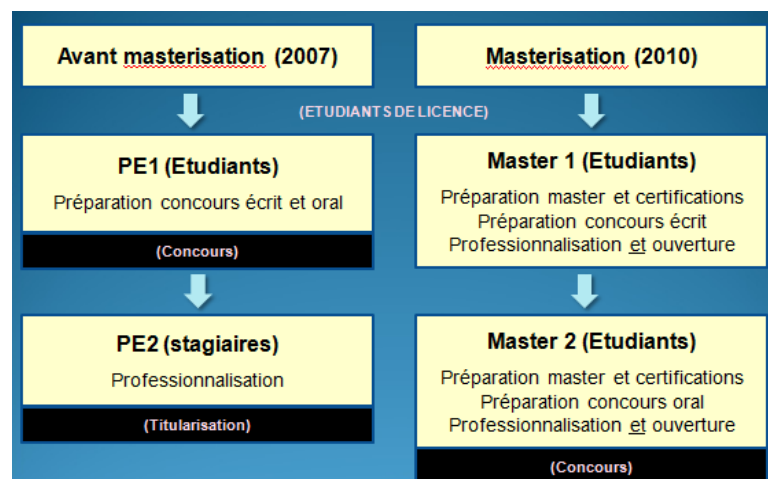 Avant masterisation (2007)
Masterisation (2010)
(ETUDIANTS DE LICENCE)
PE1 (Etudiants)
Préparation concours écrit et oral
(Concours)
Master 1 (Etudiants)
Préparation master et certifications
Préparation concours écrit
Professionnalisation et ouverture
PE2 (stagiaires)
Professionnalisation
(Titularisation)
Master 2 (Etudiants)
Préparation master et certifications
Préparation concours oral
Professionnalisation et ouverture
(Concours)